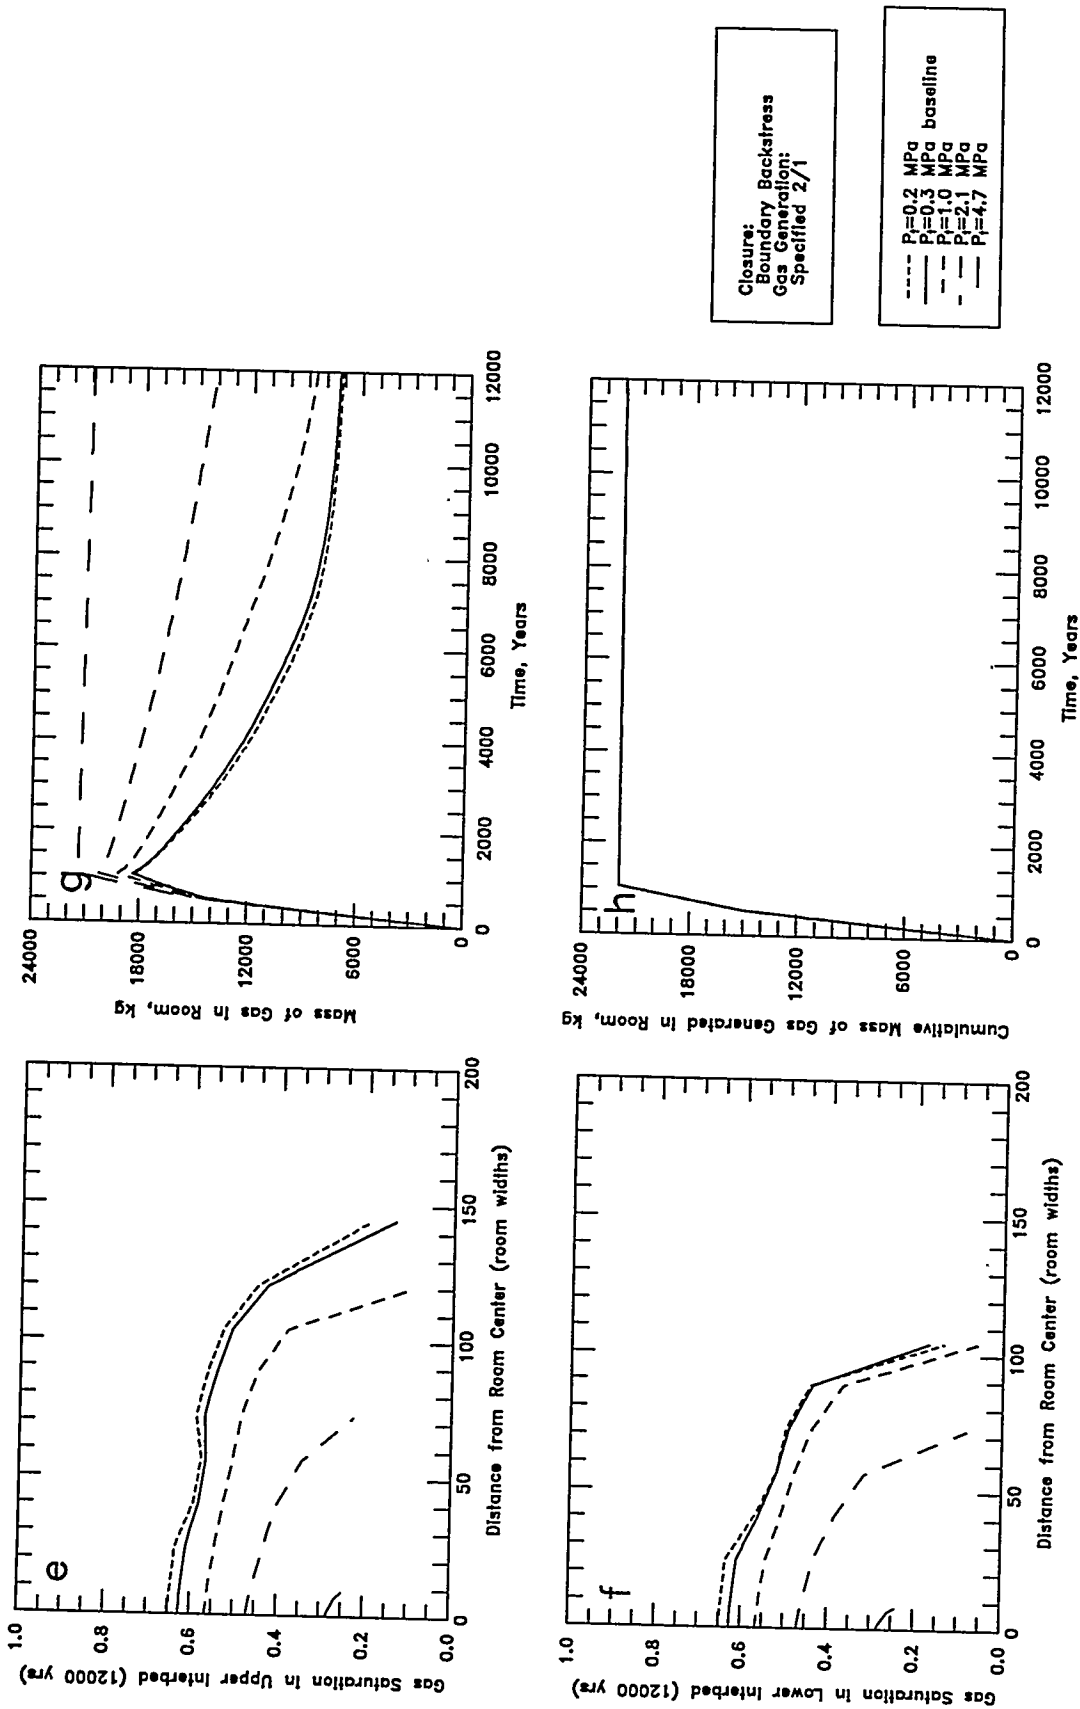 e
Gas Saturation in Upper Interbed (12000 yrs)
1.0
0.8
0.6
0.4
0.2
0.0
0
50
100
150
200
Distance from Room Center (room widths)
g
Mass of Gas in Room, kg
24000
18000
12000
6000
0
0
2000
4000
6000
8000
10000
12000
Time, Years
f
Gas Saturation in Lower Interbed (12000 yrs)
1.0
0.8
0.6
0.4
0.2
0.0
0
50
100
150
200
Distance from Room Center (room widths)
h
Cumulative Mass of Gas Generated in Room, kg
24000
18000
12000
6000
0
0
2000
4000
6000
8000
10000
12000
Time, Years
Closure:
Boundary Backstress
Gas Generation:
Specified 2/1
Pt=0.2 MPa
Pt=0.3 MPa baseline
Pt=1.0 MPa
Pt=2.1 MPa
Pt=4.7 MPa